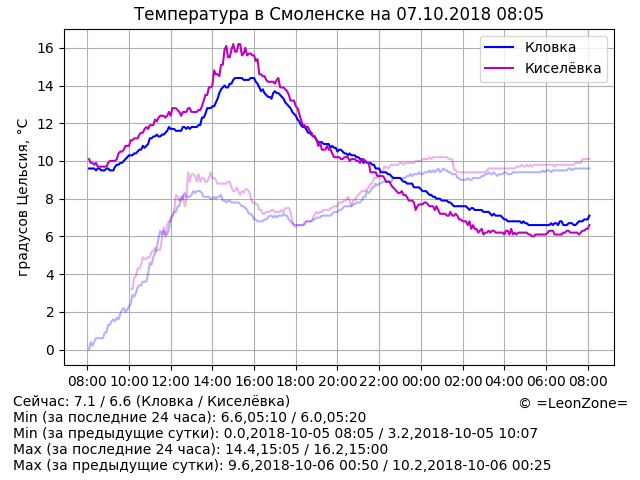 Температура в Смоленске на 07.10.2018 08:05
градусов Цельсия, °C
16
14
12
10
8
6
4
2
0
Кловка
Киселёвка
08:00 10:00 12:00 14:00 16:00 18:00 20:00 22:00 00:00 02:00 04:00 06:00 08:00
Сейчас: 7.1 / 6.6 (Кловка / Киселёвка)
© =LeonZone=
Min (за последние 24 часа): 6.6,05:10 / 6.0,05:20
Min (за предыдущие сутки): 0.0,2018-10-05 08:05 / 3.2,2018-10-05 10:07
Max (за последние 24 часа): 14.4,15:05 / 16.2,15:00
Max (за предыдущие сутки): 9.6,2018-10-06 00:50 / 10.2,2018-10-06 00:25